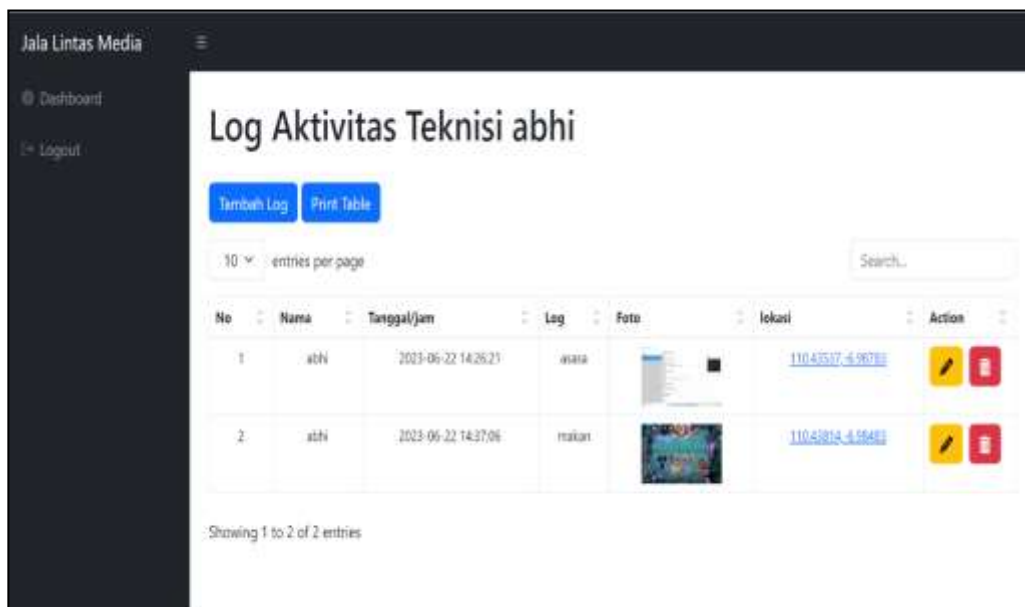 Jala Lintas Media
Dashboard
Logout
Log Aktivitas Teknisi abhi
Tambah Log Print Table
10 entries per page Search...
No Nama Tanggal/jam Log Foto lokasi Action
1 abhi 2023-06-22 14:26:21 asasa
2 abhi 2023-06-22 14:37:06 makan
Showing 1 to 2 of 2 entries